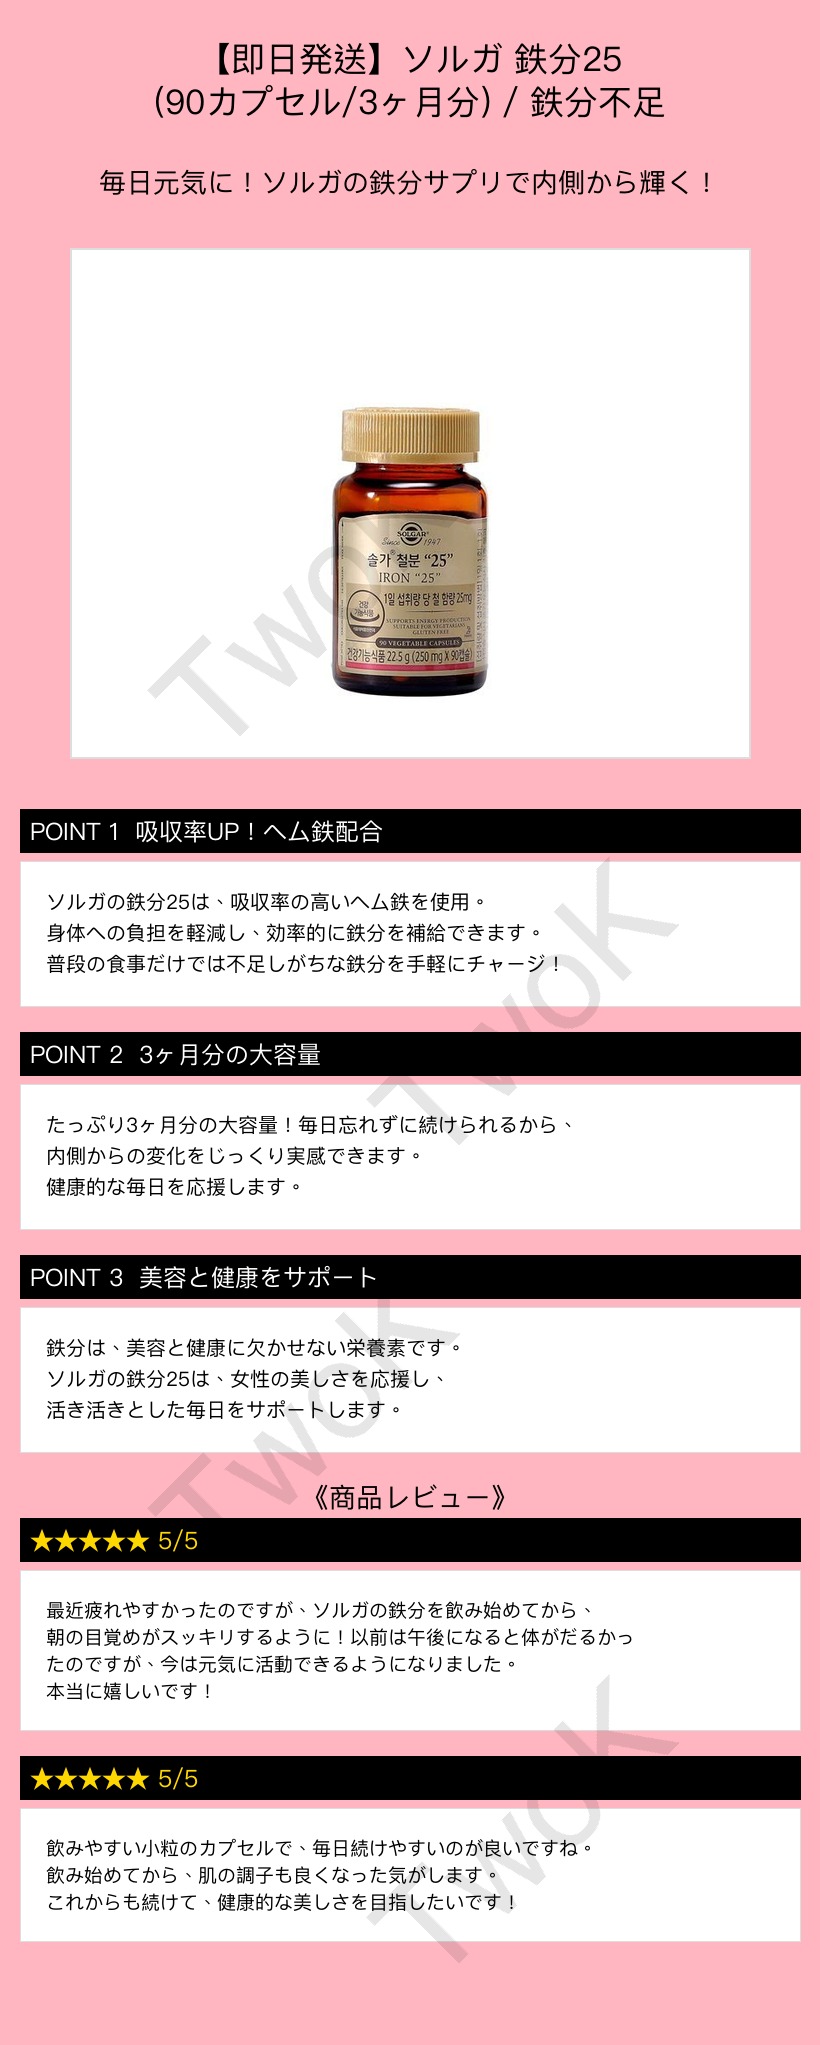 【即日発送】ソルガ 鉄分25
(90カプセル/3ヶ月分) / 鉄分不足
毎日元気に！ソルガの鉄分サプリで内側から輝く！
SOLGAR®
Since 1947
솔가® 철분 “25”
IRON “25”
건강
기능식품
1일 섭취량 당 철 함량 25mg
SUPPORTS ENERGY PRODUCTION
SUITABLE FOR VEGETARIANS
GLUTEN FREE
90 VEGETABLE CAPSULES
건강기능식품 22.5 g (250 mg X 90캡슐)
TwoK
POINT 1 吸収率UP！ヘム鉄配合
ソルガの鉄分25は、吸収率の高いヘム鉄を使用。
身体への負担を軽減し、効率的に鉄分を補給できます。
普段の食事だけでは不足しがちな鉄分を手軽にチャージ！
TwoK
POINT 2 3ヶ月分の大容量
たっぷり3ヶ月分の大容量！毎日忘れずに続けられるから、
内側からの変化をじっくり実感できます。
健康的な毎日を応援します。
POINT 3 美容と健康をサポート
鉄分は、美容と健康に欠かせない栄養素です。
ソルガの鉄分25は、女性の美しさを応援し、
活き活きとした毎日をサポートします。
TwoK
《商品レビュー》
★★★★★ 5/5
最近疲れやすかったのですが、ソルガの鉄分を飲み始めてから、
朝の目覚めがスッキリするように！以前は午後になると体がだるかっ
たのですが、今は元気に活動できるようになりました。
本当に嬉しいです！
★★★★★ 5/5
飲みやすい小粒のカプセルで、毎日続けやすいのが良いですね。
飲み始めてから、肌の調子も良くなった気がします。
これからも続けて、健康的な美しさを目指したいです！
TwoK